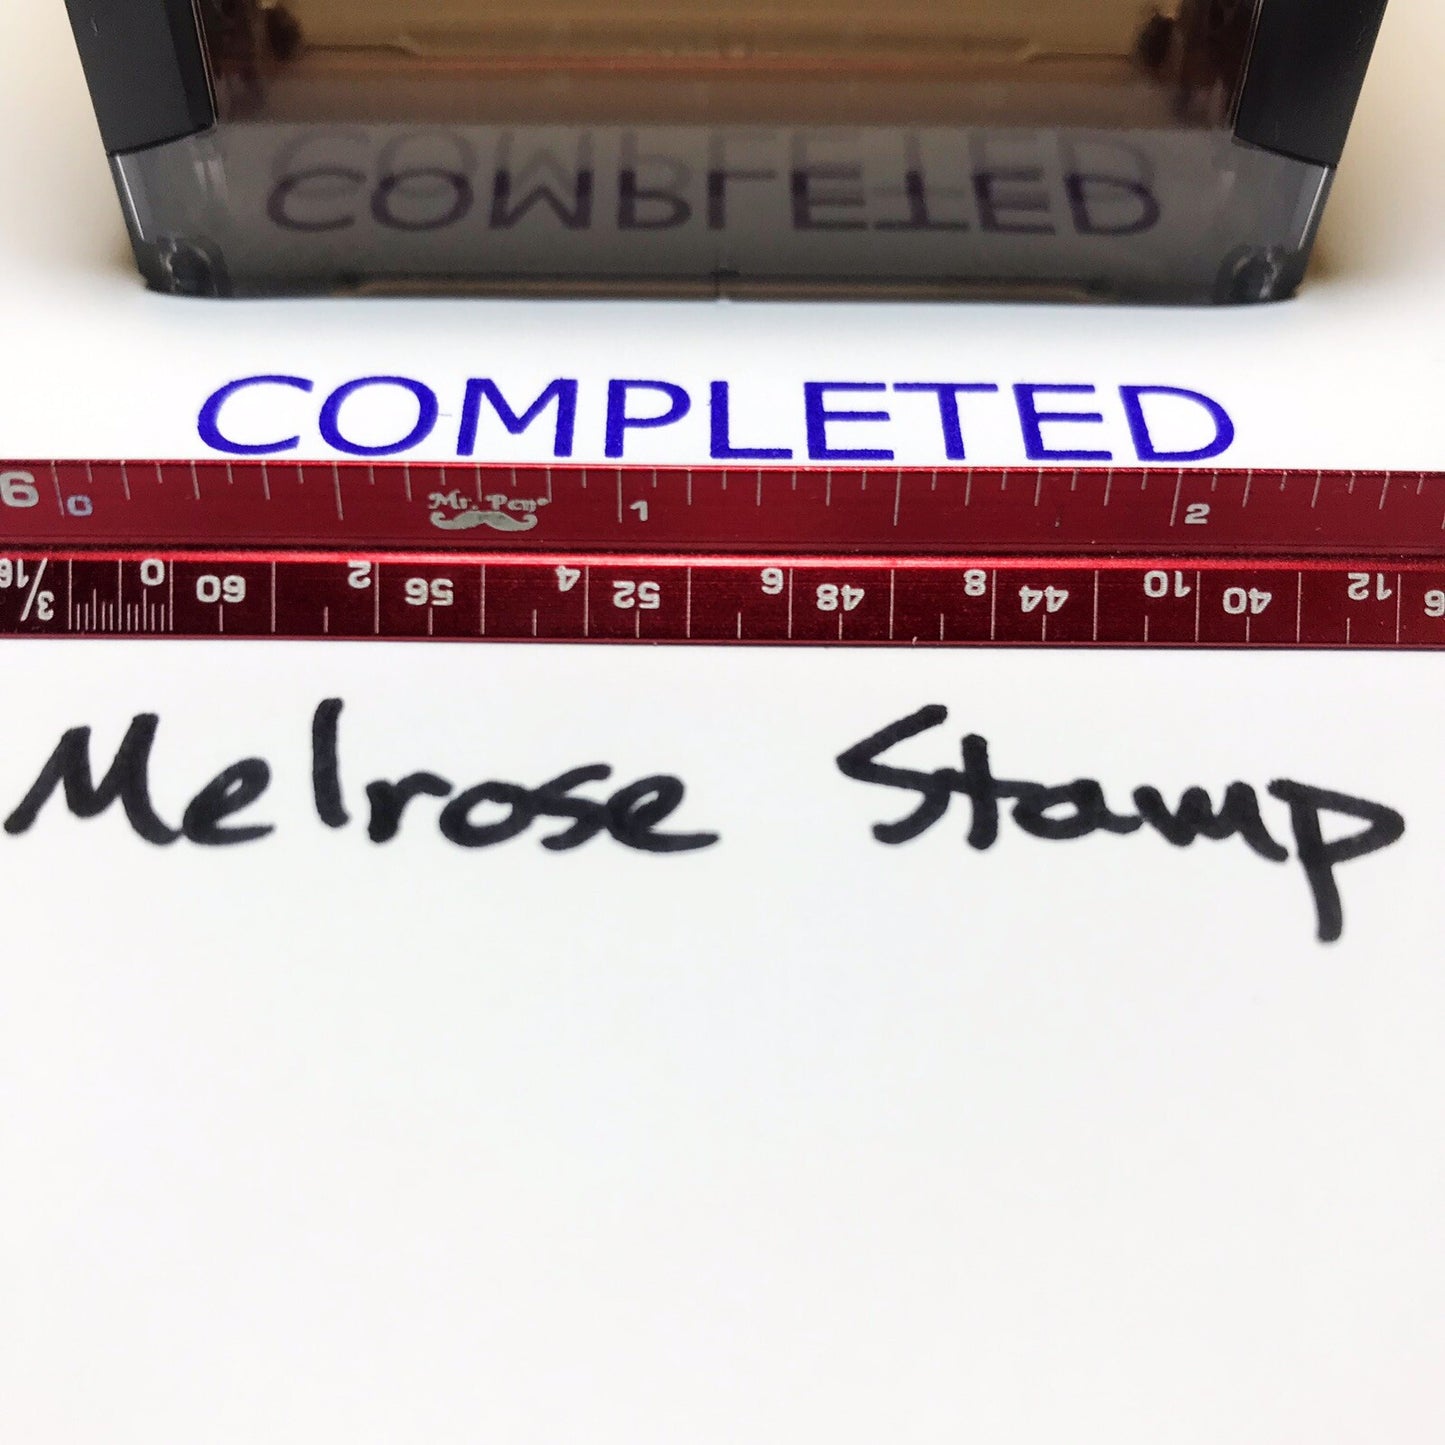 COMPLETED
COMPLETED
6 0 1 2
Mr. Pen®
3/16 0 60 2 56 4 52 6 48 8 44 10 40 12
Melrose Stamp